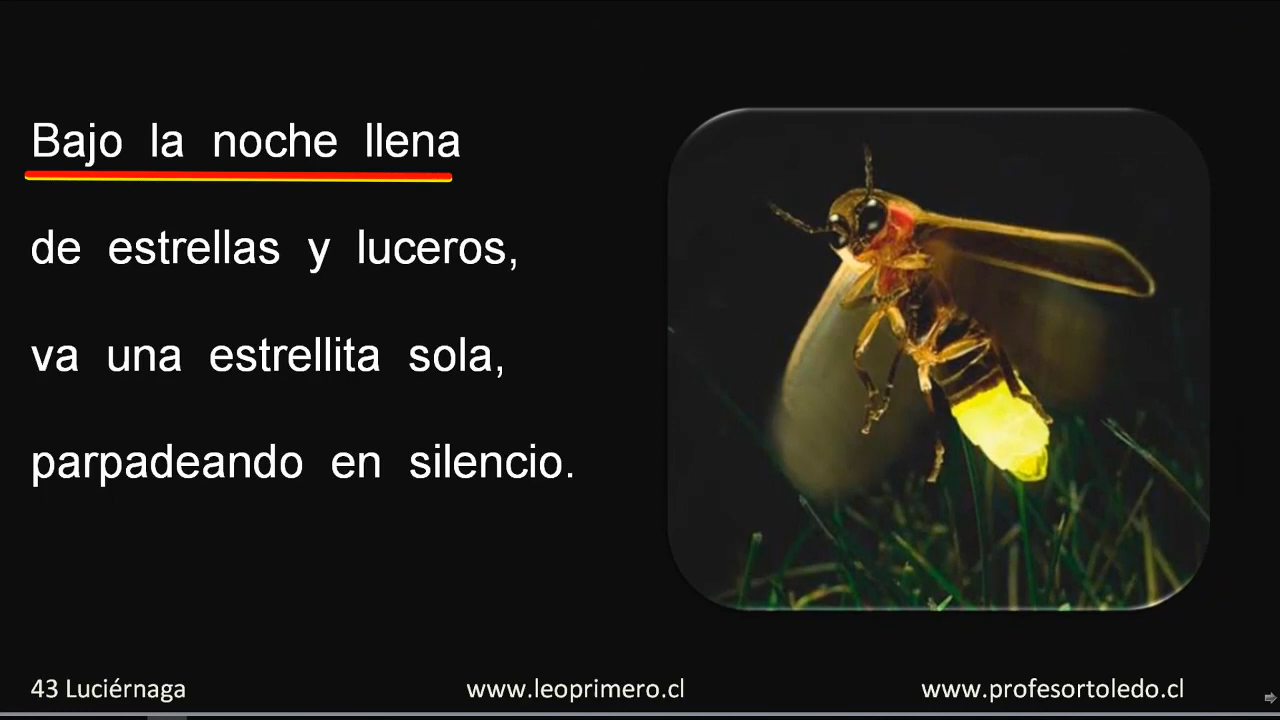 Bajo la noche llena
de estrellas y luceros,
va una estrellita sola,
parpadeando en silencio.
43 Luciérnaga
www.leoprimero.cl
www.profesortoledo.cl